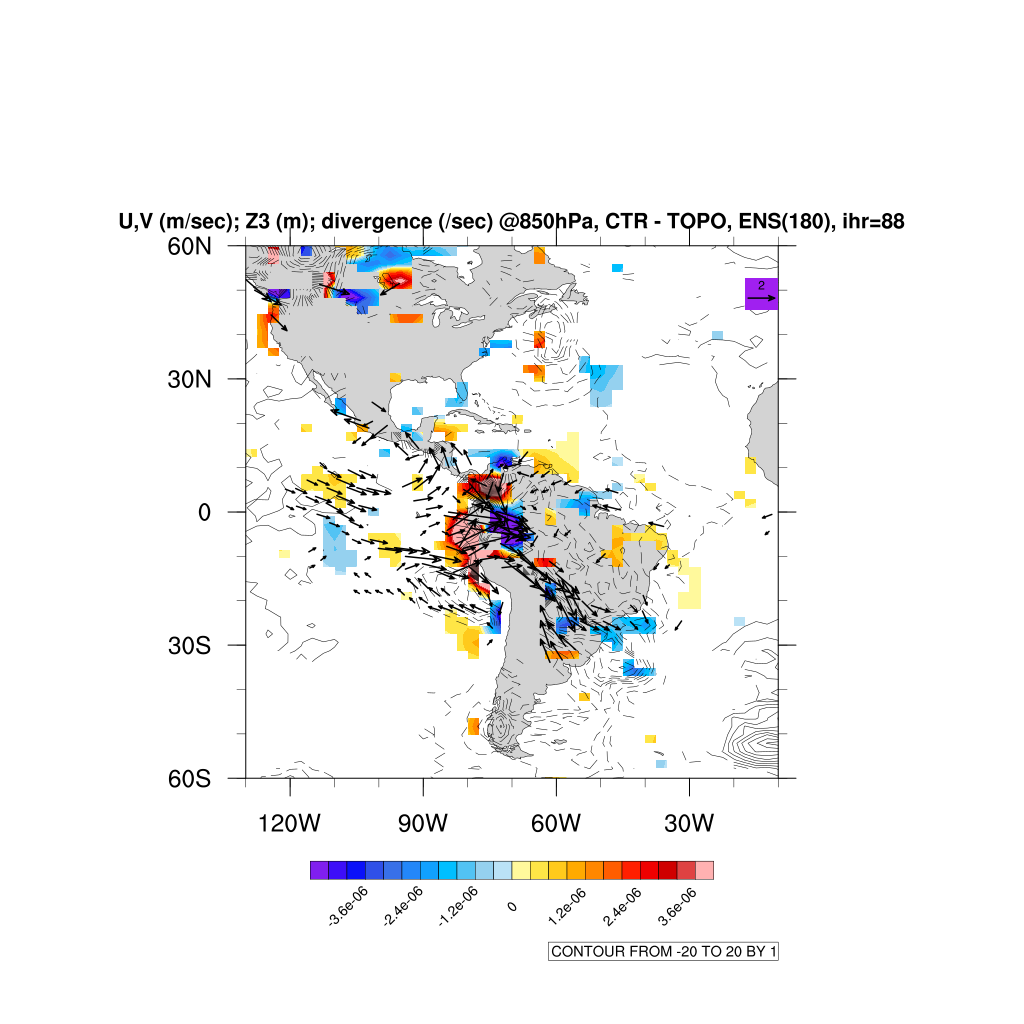 U,V (m/sec); Z3 (m); divergence (/sec) @850hPa, CTR - TOPO, ENS(180), ihr=88
60N
2
30N
0
30S
60S
120W 90W 60W 30W
-3.6e-06 -2.4e-06 -1.2e-06 0 1.2e-06 2.4e-06 3.6e-06
CONTOUR FROM -20 TO 20 BY 1